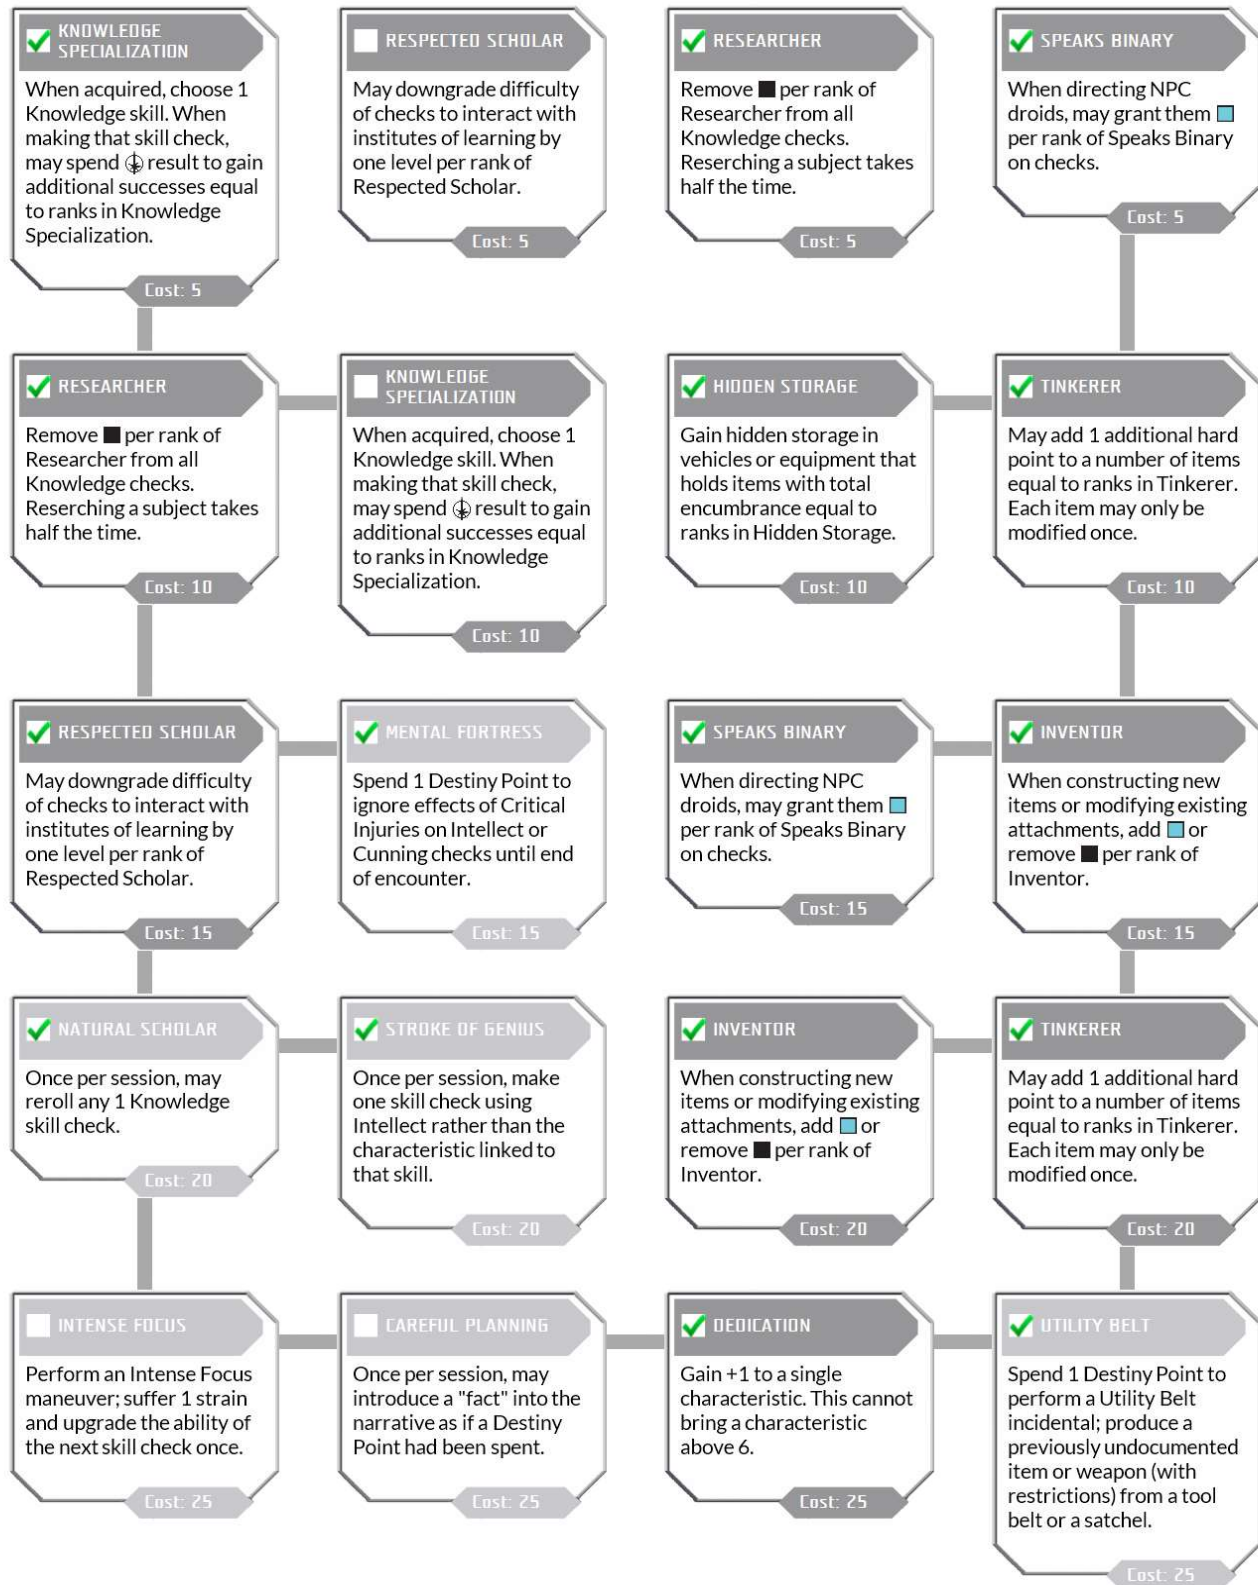 KNOWLEDGE
SPECIALIZATION
When acquired, choose 1
Knowledge skill. When
making that skill check,
may spend result to gain
additional successes equal
to ranks in Knowledge
Specialization.
Cost: 5
RESPECTED SCHOLAR
May downgrade difficulty
of checks to interact with
institutes of learning by
one level per rank of
Respected Scholar.
Cost: 5
RESEARCHER
Remove per rank of
Researcher from all
Knowledge checks.
Reserching a subject takes
half the time.
Cost: 5
SPEAKS BINARY
When directing NPC
droids, may grant them
per rank of Speaks Binary
on checks.
Cost: 5
RESEARCHER
Remove per rank of
Researcher from all
Knowledge checks.
Reserching a subject takes
half the time.
Cost: 10
KNOWLEDGE
SPECIALIZATION
When acquired, choose 1
Knowledge skill. When
making that skill check,
may spend result to gain
additional successes equal
to ranks in Knowledge
Specialization.
Cost: 10
HIDDEN STORAGE
Gain hidden storage in
vehicles or equipment that
holds items with total
encumbrance equal to
ranks in Hidden Storage.
Cost: 10
TINKERER
May add 1 additional hard
point to a number of items
equal to ranks in Tinkerer.
Each item may only be
modified once.
Cost: 10
RESPECTED SCHOLAR
May downgrade difficulty
of checks to interact with
institutes of learning by
one level per rank of
Respected Scholar.
Cost: 15
MENTAL FORTRESS
Spend 1 Destiny Point to
ignore effects of Critical
Injuries on Intellect or
Cunning checks until end
of encounter.
Cost: 15
SPEAKS BINARY
When directing NPC
droids, may grant them
per rank of Speaks Binary
on checks.
Cost: 15
INVENTOR
When constructing new
items or modifying existing
attachments, add or
remove per rank of
Inventor.
Cost: 15
NATURAL SCHOLAR
Once per session, may
reroll any 1 Knowledge
skill check.
Cost: 20
STROKE OF GENIUS
Once per session, make
one skill check using
Intellect rather than the
characteristic linked to
that skill.
Cost: 20
INVENTOR
When constructing new
items or modifying existing
attachments, add or
remove per rank of
Inventor.
Cost: 20
TINKERER
May add 1 additional hard
point to a number of items
equal to ranks in Tinkerer.
Each item may only be
modified once.
Cost: 20
INTENSE FOCUS
Perform an Intense Focus
maneuver; suffer 1 strain
and upgrade the ability of
the next skill check once.
Cost: 25
CAREFUL PLANNING
Once per session, may
introduce a "fact" into the
narrative as if a Destiny
Point had been spent.
Cost: 25
DEDICATION
Gain +1 to a single
characteristic. This cannot
bring a characteristic
above 6.
Cost: 25
UTILITY BELT
Spend 1 Destiny Point to
perform a Utility Belt
incidental; produce a
previously undocumented
item or weapon (with
restrictions) from a tool
belt or a satchel.
Cost: 25